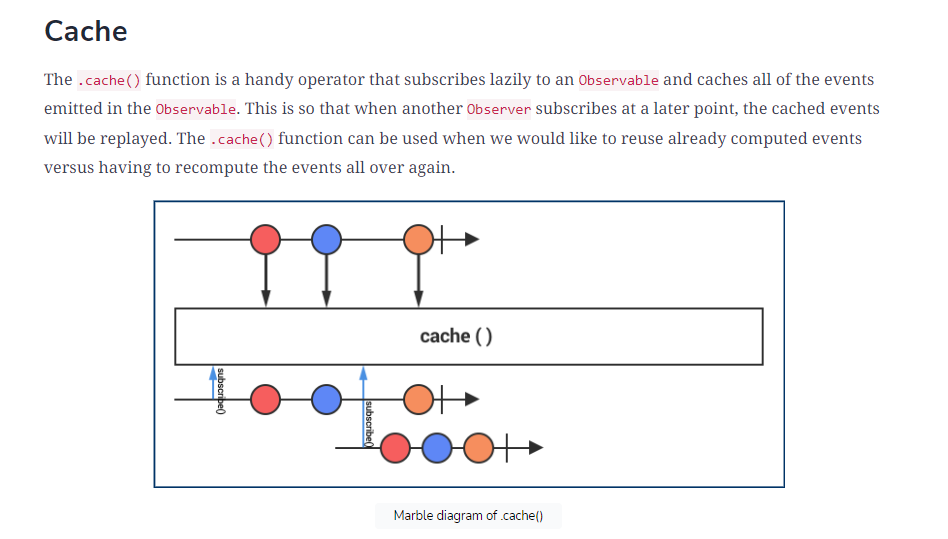 Cache
The .cache() function is a handy operator that subscribes lazily to an Observable and caches all of the events
emitted in the Observable. This is so that when another Observer subscribes at a later point, the cached events
will be replayed. The .cache() function can be used when we would like to reuse already computed events
versus having to recompute the events all over again.
cache ( )
subscribe()
subscribe()
Marble diagram of .cache()